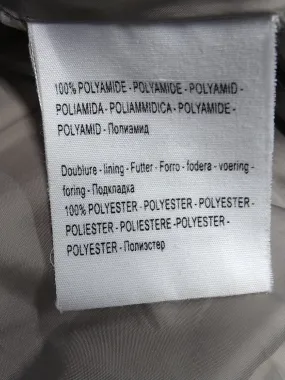 100% POLYAMIDE - POLYAMIDE - POLYAMID -
POLIAMIDA - POLIAMMIDICA - POLYAMIDE -
POLYAMID - Полиамид
Doublure - lining - Futter - Forro - fodera - voering -
foring - Подкладка
100% POLYESTER - POLYESTER - POLYESTER -
POLIESTER - POLIESTERE - POLYESTER -
POLYESTER - Полиэстер